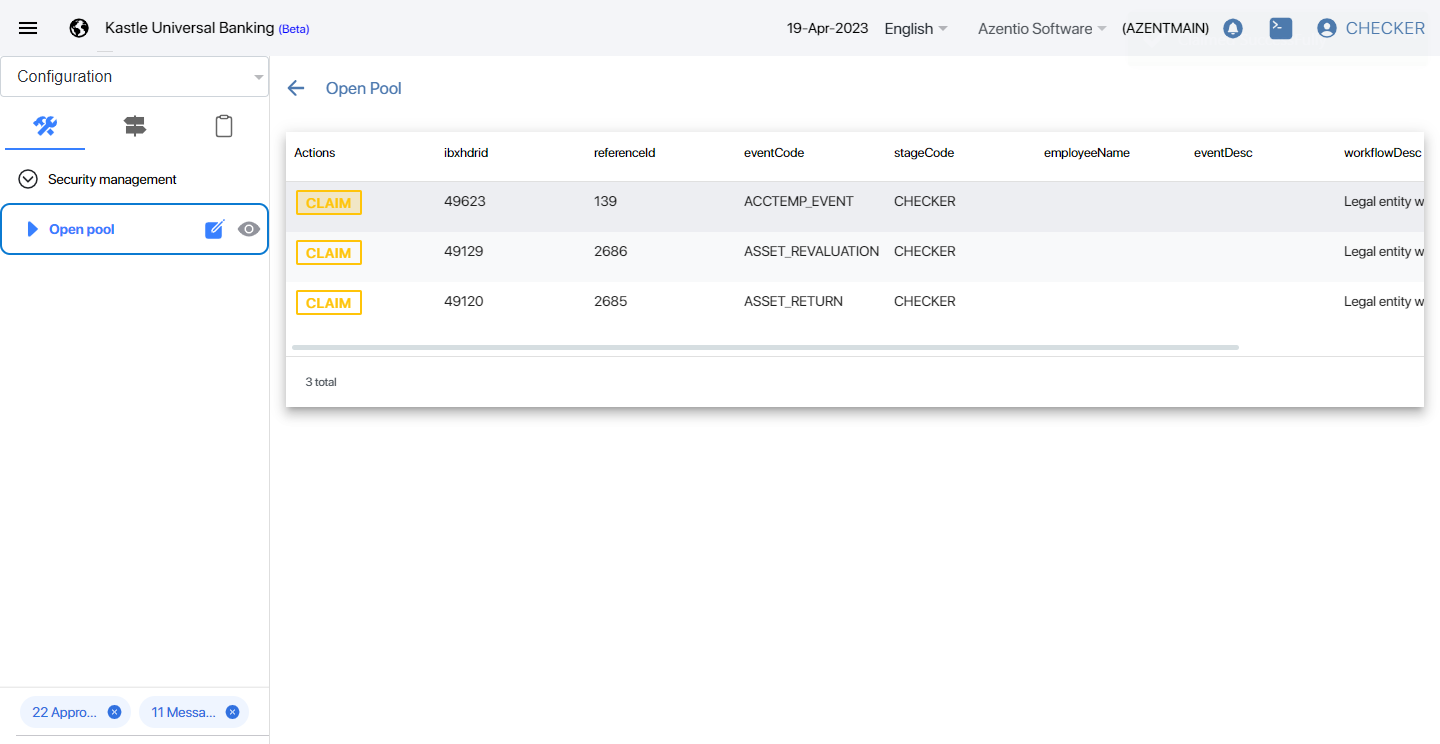 Kastle Universal Banking (Beta)
19-Apr-2023 English Azentio Software (AZENTMAIN) CHECKER
Configuration
Security management
Open pool
22 Appro... 11 Messa...
Open Pool
Actions ibxhdrid referenceId eventCode stageCode employeeName eventDesc workflowDesc
CLAIM 49623 139 ACCTEMP_EVENT CHECKER Legal entity w
CLAIM 49129 2686 ASSET_REVALUATION CHECKER Legal entity w
CLAIM 49120 2685 ASSET_RETURN CHECKER Legal entity w
3 total